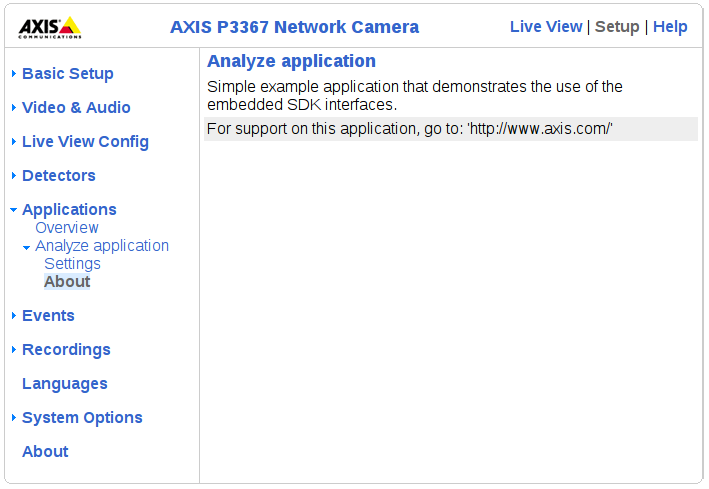 AXIS
COMMUNICATIONS
AXIS P3367 Network Camera
Live View | Setup | Help
Basic Setup
Video & Audio
Live View Config
Detectors
Applications
Overview
Analyze application
Settings
About
Events
Recordings
Languages
System Options
About
Analyze application
Simple example application that demonstrates the use of the
embedded SDK interfaces.
For support on this application, go to: 'http://www.axis.com/'